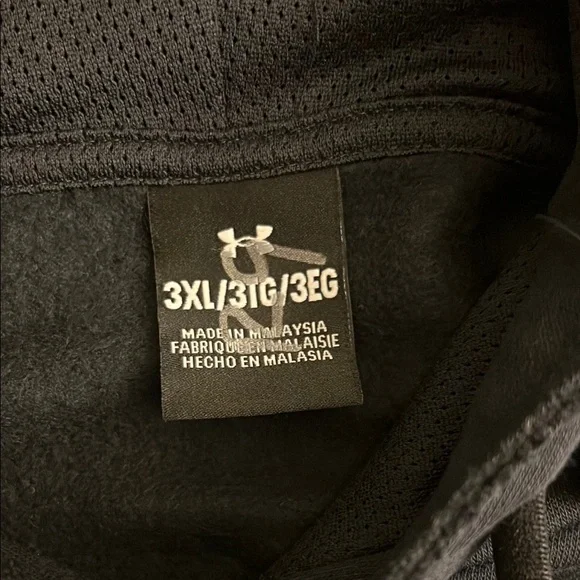 3XL/3TG/3EG
MADE IN MALAYSIA
FABRIQUE EN MALAISIE
HECHO EN MALASIA